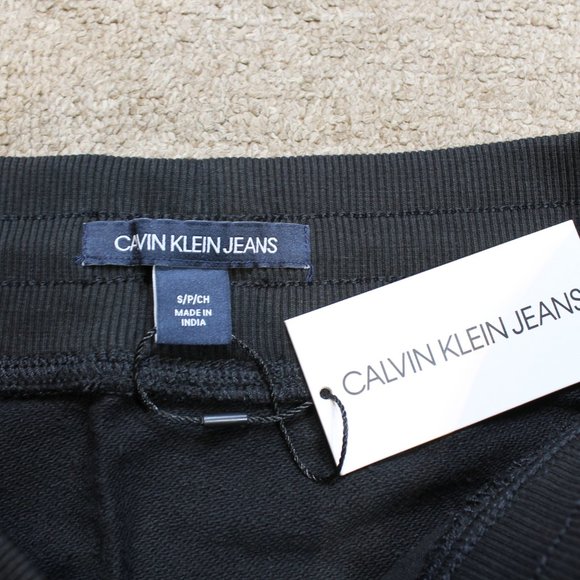 CALVIN KLEIN JEANS
S/P/CH
MADE IN
INDIA
CALVIN KLEIN JEANS